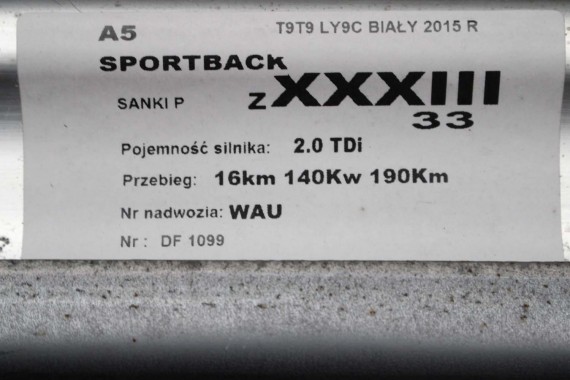 A5 T9T9 LY9C BIAŁY 2015 R
SPORTBACK
SANKI P Z XXXIII
33
Pojemność silnika: 2.0 TDi
Przebieg: 16km 140Kw 190Km
Nr nadwozia: WAU
Nr : DF 1099